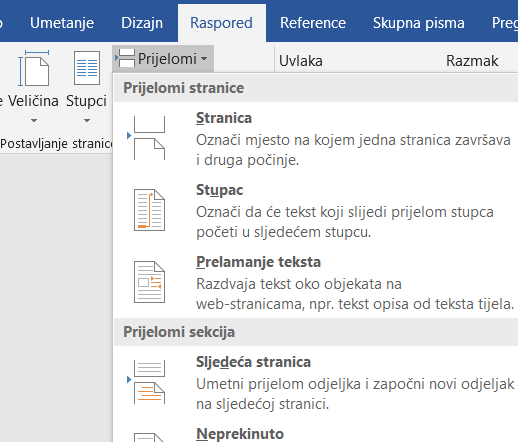 Umetanje Dizajn Raspored Reference Skupna pisma
Prijelomi Uvlaka Razmak
Veličina Stupci
Postavljanje stranice
Prijelomi stranice
Stranica
Označi mjesto na kojem jedna stranica završava
i druga počinje.
Stupac
Označi da će tekst koji slijedi prijelom stupca
početi u sljedećem stupcu.
Prelamanje teksta
Razdvaja tekst oko objekata na
web-stranicama, npr. tekst opisa od teksta tijela.
Prijelomi sekcija
Sljedeća stranica
Umetni prijelom odjeljka i započni novi odjeljak
na sljedećoj stranici.
Neprekinuto